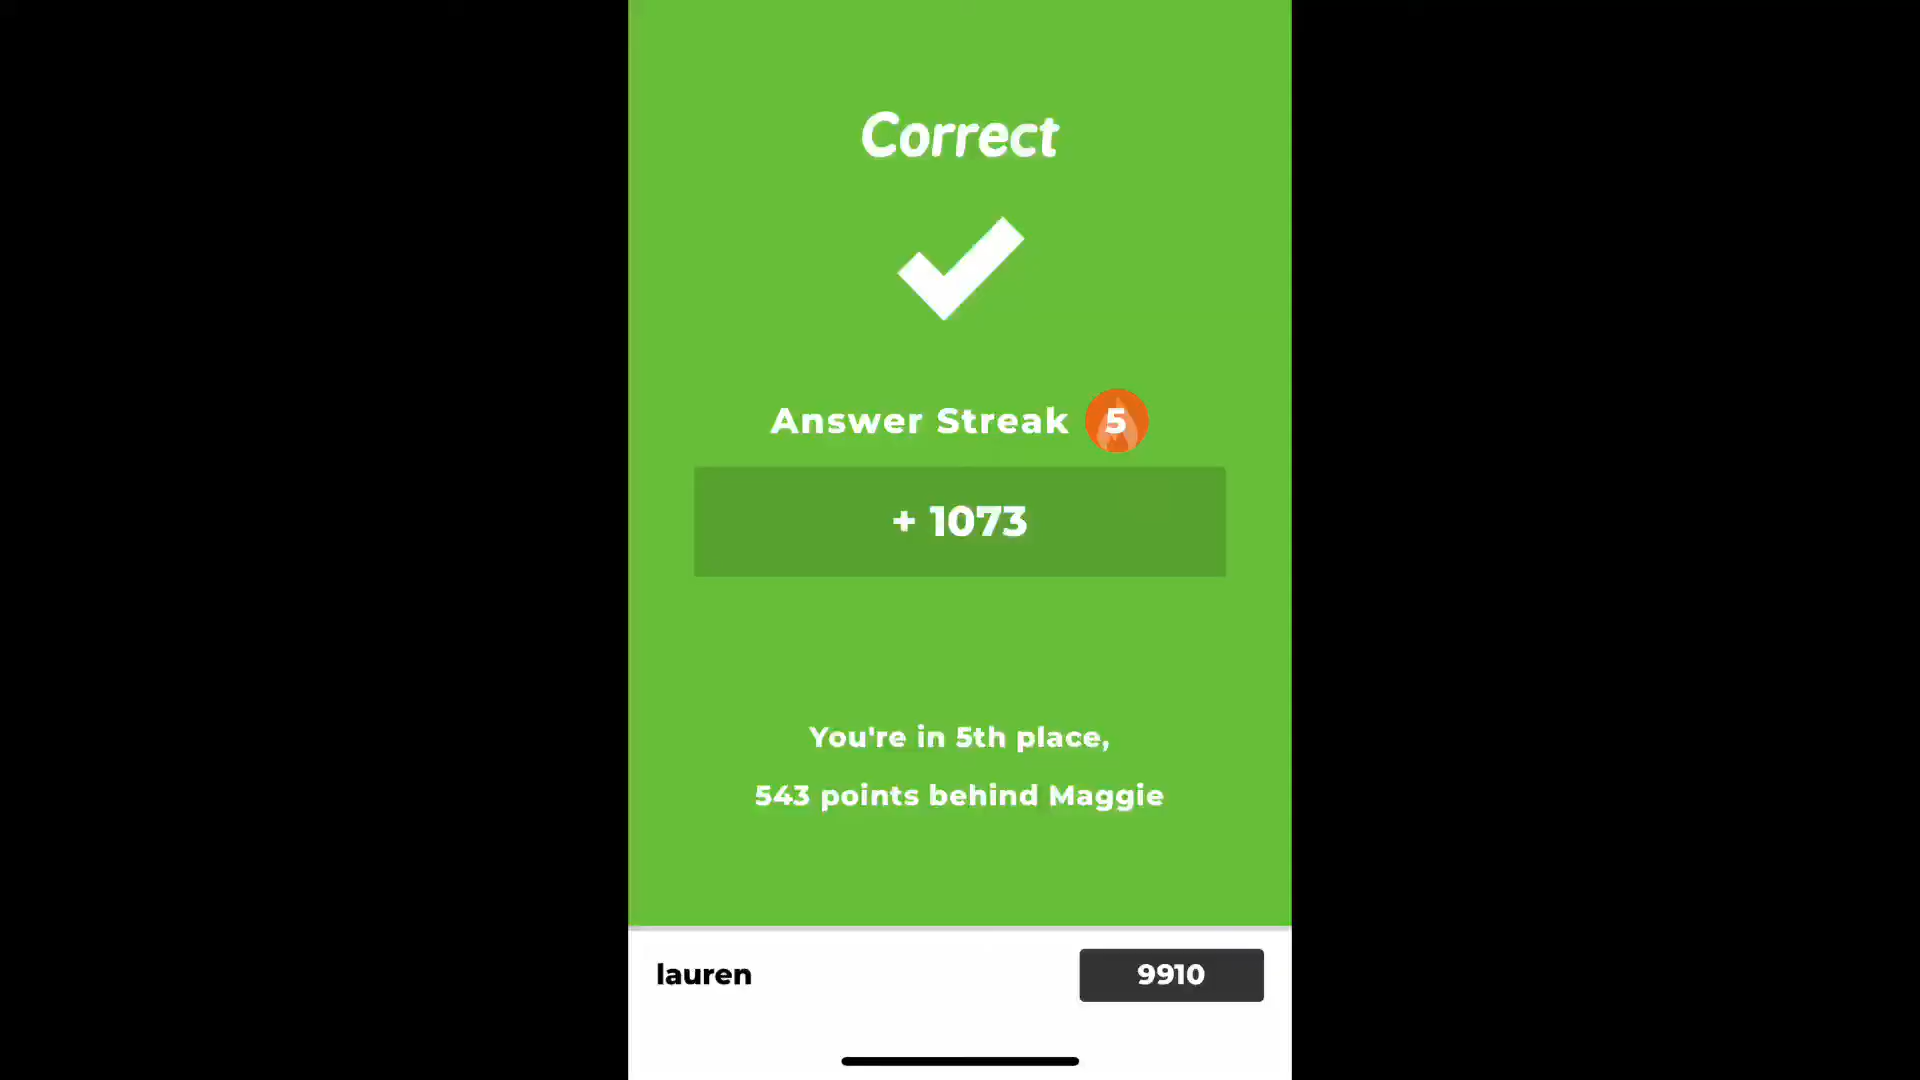 Correct
Answer Streak 5
+ 1073
You're in 5th place,
543 points behind Maggie
lauren 9910